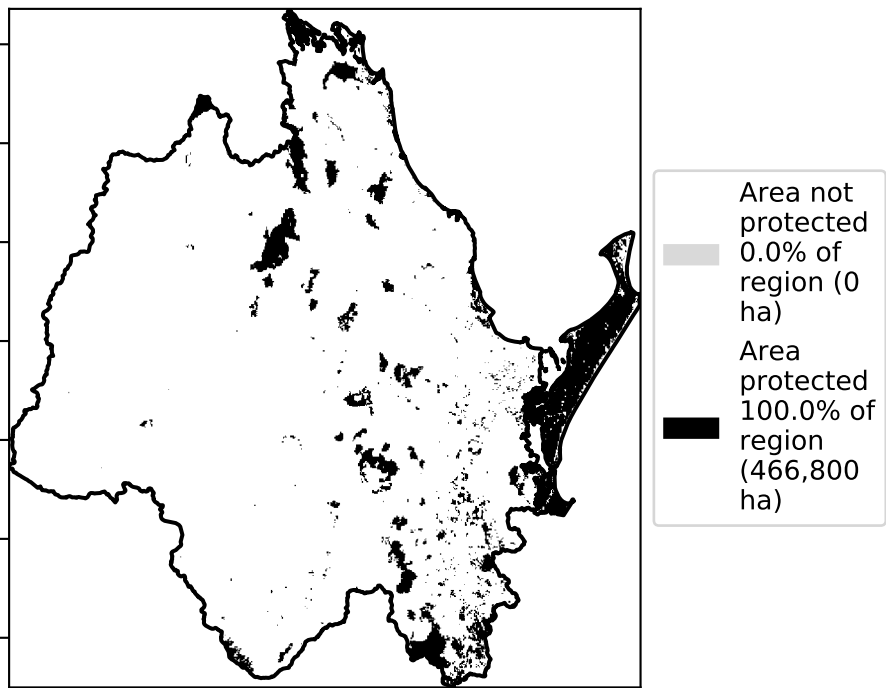 Area not
protected
0.0% of
region (0
ha)
Area
protected
100.0% of
region
(466,800
ha)